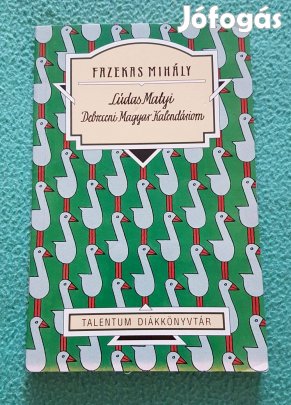 Jófogás
FAZEKAS MIHÁLY
Lúdas Matyi
Debreceni Magyar Kalendáriom
TALENTUM DIÁKKÖNYVTÁR